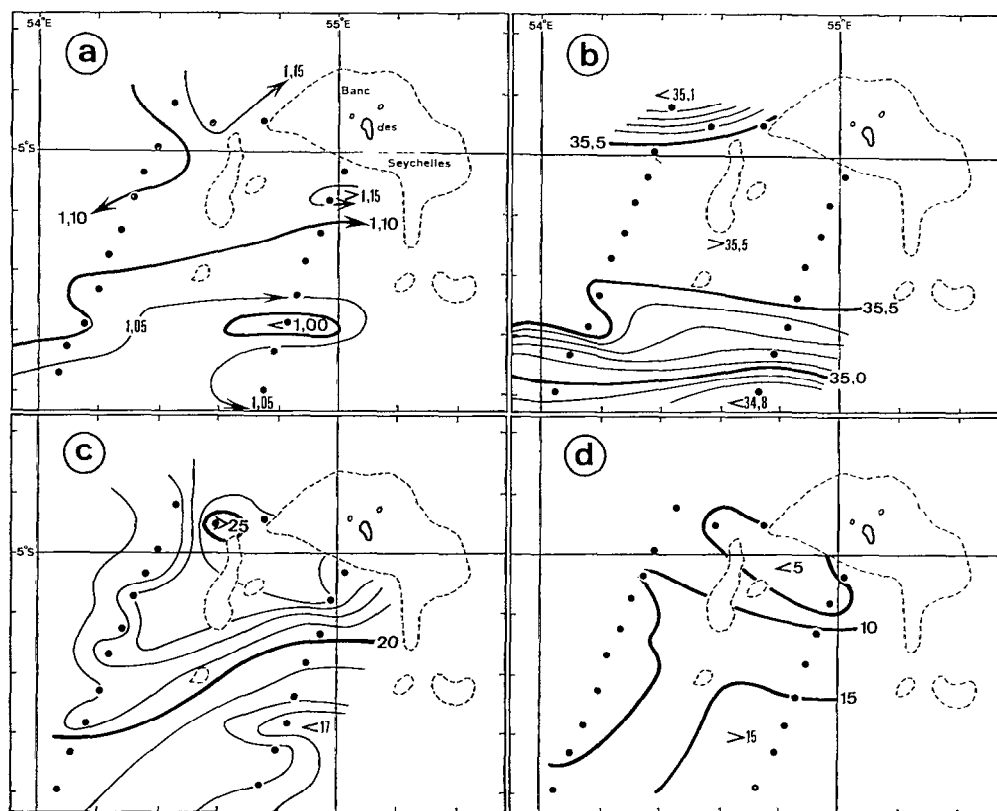 54°E
55°E
a
1,15
Banc
des
5°S
Seychelles
>1,15
1,10
1,10
1,05
<1,00
1,05
54°E
55°E
b
<35,1
35,5
5°S
>35,5
35,5
35,0
<34,8
c
>25
5°S
20
<17
d
<5
10
15
>15